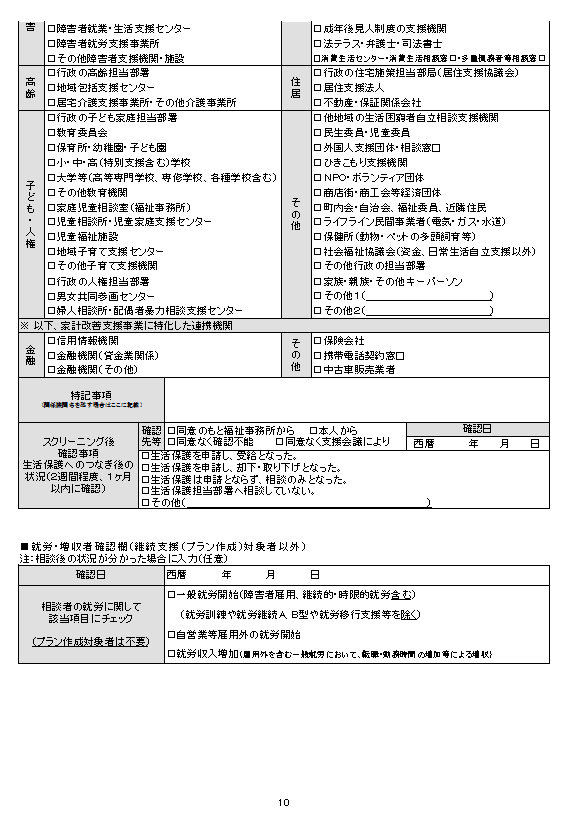 害
□障害者就業・生活支援センター
□障害者就労支援事業所
□その他障害者支援機関・施設
□成年後見人制度の支援機関
□法テラス・弁護士・司法書士
□消費生活センター・消費生活相談窓口・多重債務者等相談窓口
高齢
□行政の高齢担当部署
□地域包括支援センター
□居宅介護支援事業所・その他介護事業所
住居
□行政の住宅施策担当部局(居住支援協議会)
□居住支援法人
□不動産・保証関係会社
子ども・人権
□行政の子ども家庭担当部署
□教育委員会
□保育所・幼稚園・子ども園
□小・中・高(特別支援含む)学校
□大学等(高等専門学校、専修学校、各種学校含む)
□その他教育機関
□家庭児童相談室(福祉事務所)
□児童相談所・児童家庭支援センター
□児童福祉施設
□地域子育て支援センター
□その他子育て支援機関
□行政の人権担当部署
□男女共同参画センター
□婦人相談所・配偶者暴力相談支援センター
その他
□他地域の生活困窮者自立相談支援機関
□民生委員・児童委員
□外国人支援団体・相談窓口
□ひきこもり支援機関
□NPO・ボランティア団体
□商店街・商工会等経済団体
□町内会・自治会、福祉委員、近隣住民
□ライフライン民間事業者(電気・ガス・水道)
□保健所(動物・ペットの多頭飼育等)
□社会福祉協議会(資金、日常生活自立支援以外)
□その他行政の担当部署
□家族・親族・その他キーパーソン
□その他1( )
□その他2( )
※ 以下、家計改善支援事業に特化した連携機関
金融
□信用情報機関
□金融機関(貸金業関係)
□金融機関(その他)
その他
□保険会社
□携帯電話契約窓口
□中古車販売業者
特記事項
(関係機関名を記す場合はここに記載)
スクリーニング後
確認事項
生活保護へのつなぎ後の
状況(2週間程度、1ヶ月
以内に確認)
確認先等
□同意のもと福祉事務所から □本人から
□同意なく確認不能 □同意なく支援会議により
確認日
西暦 年 月 日
□生活保護を申請し、受給となった。
□生活保護を申請し、却下・取り下げとなった。
□生活保護は申請とならず、相談のみとなった。
□生活保護担当部署へ相談していない。
□その他( )
■就労・増収者確認欄(継続支援(プラン作成)対象者以外)
注:相談後の状況が分かった場合に入力(任意)
確認日
西暦 年 月 日
相談者の就労に関して
該当項目にチェック
(プラン作成対象者は不要)
□一般就労開始(障害者雇用、継続的・時限的就労含む)
(就労訓練や就労継続A、B型や就労移行支援等を除く)
□自営業等雇用外の就労開始
□就労収入増加(雇用外を含む一般就労において、転職・勤務時間の増加等による増収)
10